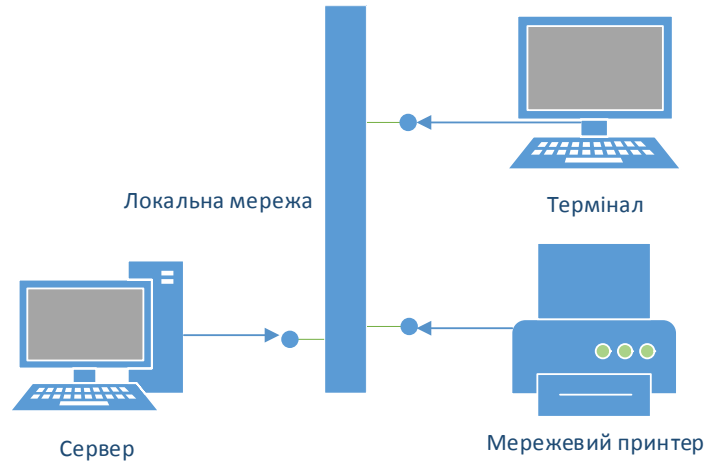 Локальна мережа
Термінал
Сервер
Мережевий принтер